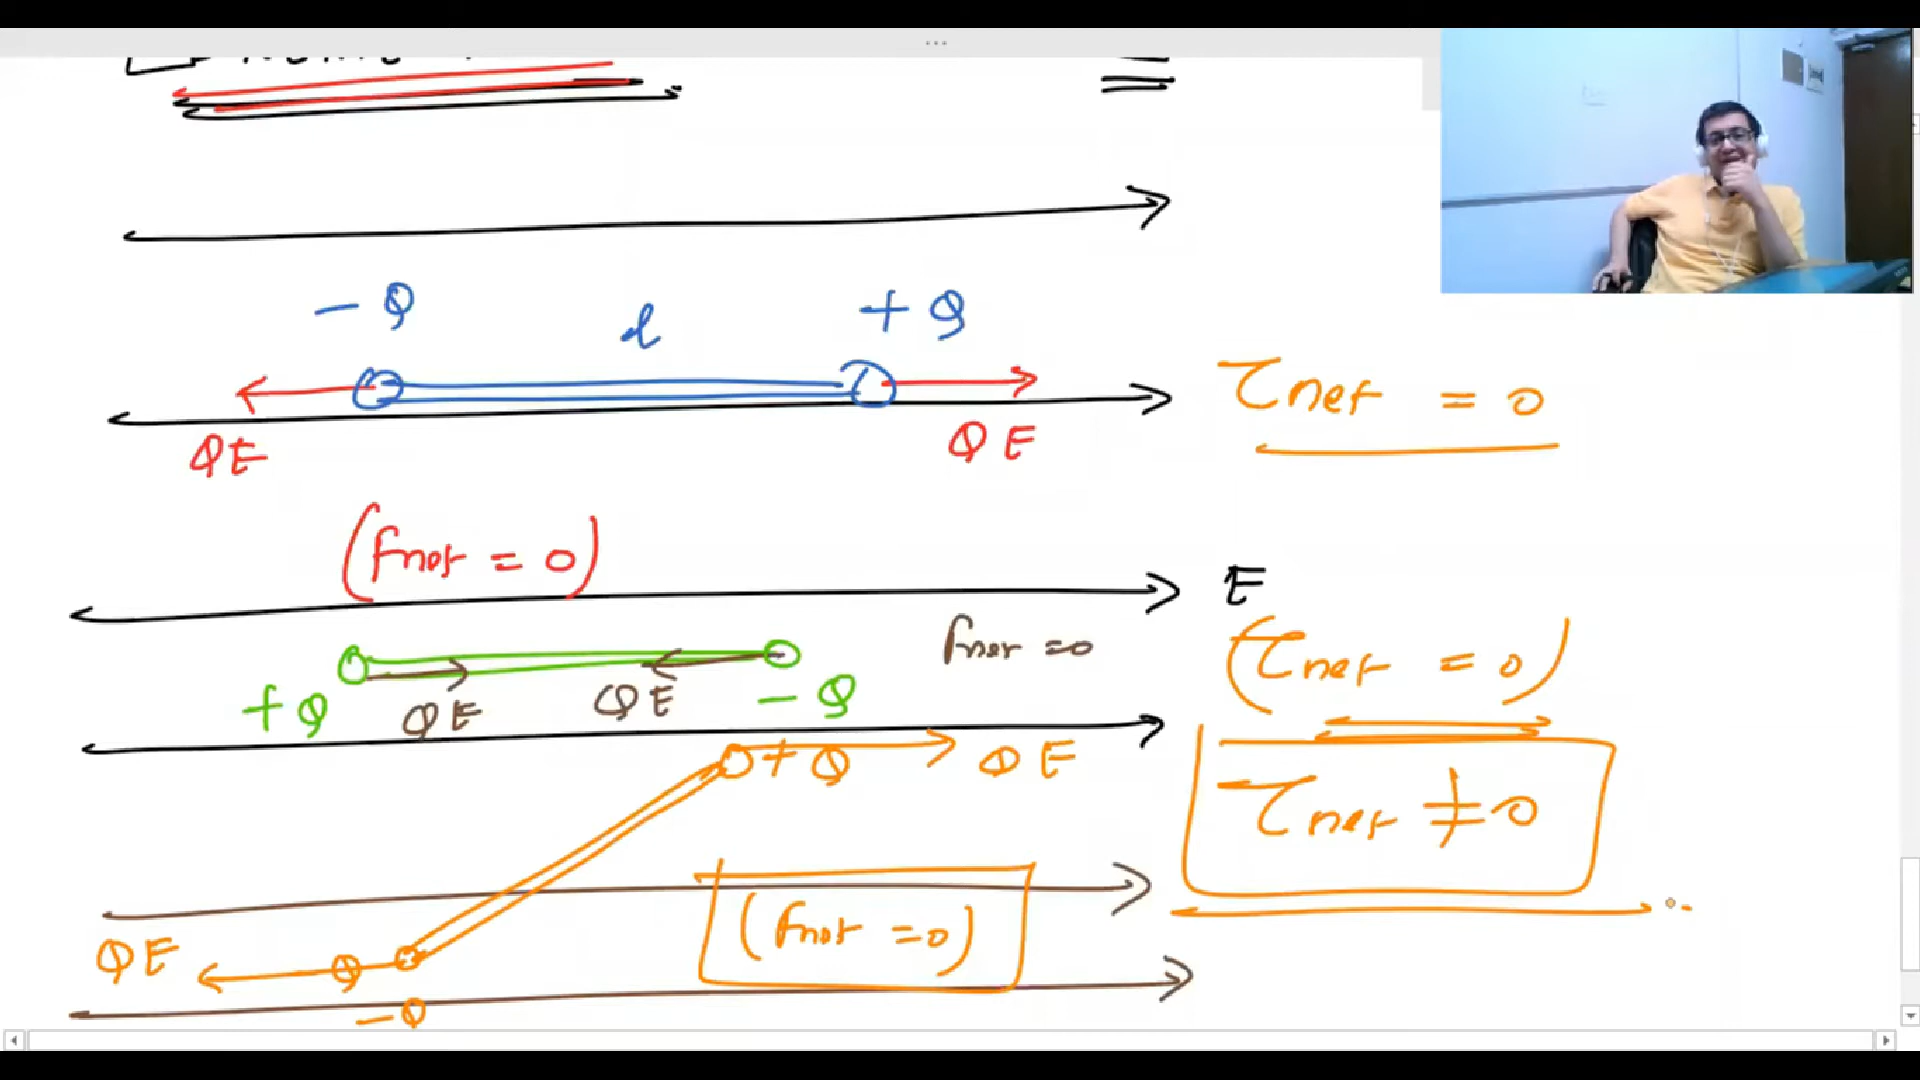 - Q d + Q
QE QE τnet = 0
(Fnet = 0)
E
Fnet = 0 (τnet = 0)
+ Q QE QE - Q
+ Q QE τnet ≠ 0
(Fnet = 0)
QE
- Q